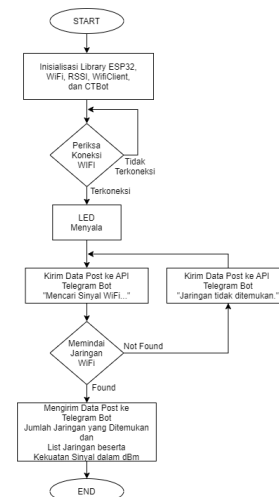 START
Inisialisasi Library ESP32,
WiFi, RSSI, WifiClient,
dan CTBot
Periksa
Koneksi
WIFI
Tidak
Terkoneksi
Terkoneksi
LED
Menyala
Kirim Data Post ke API
Telegram Bot
"Mencari Sinyal WiFi..."
Kirim Data Post ke API
Telegram Bot
"Jaringan tidak ditemukan."
Memindai
Jaringan
WiFi
Not Found
Found
Mengirim Data Post ke
Telegram Bot
Jumlah Jaringan yang Ditemukan
dan
List Jaringan beserta
Kekuatan Sinyal dalam dBm
END